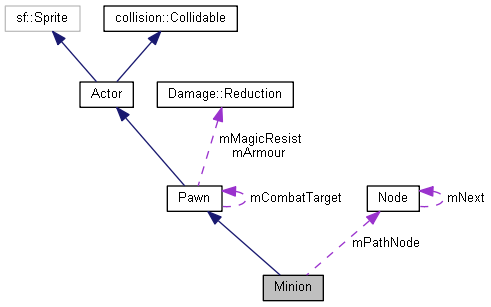 sf::Sprite
collision::Collidable
Actor
Damage::Reduction
mMagicResist
mArmour
Pawn
mCombatTarget
Node
mNext
mPathNode
Minion